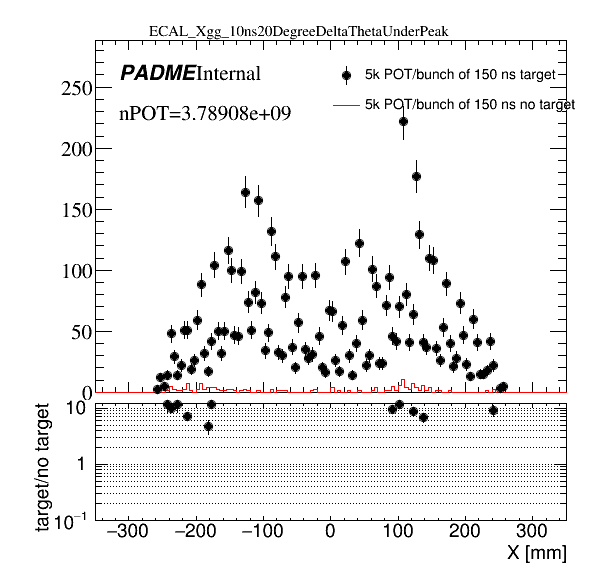 ECAL_Xgg_10ns20DegreeDeltaThetaUnderPeak
PADME Internal
nPOT=3.78908e+09
5k POT/bunch of 150 ns target
5k POT/bunch of 150 ns no target
250
200
150
100
50
0
target/no target
10
1
10⁻¹
−300 −200 −100 0 100 200 300
X [mm]